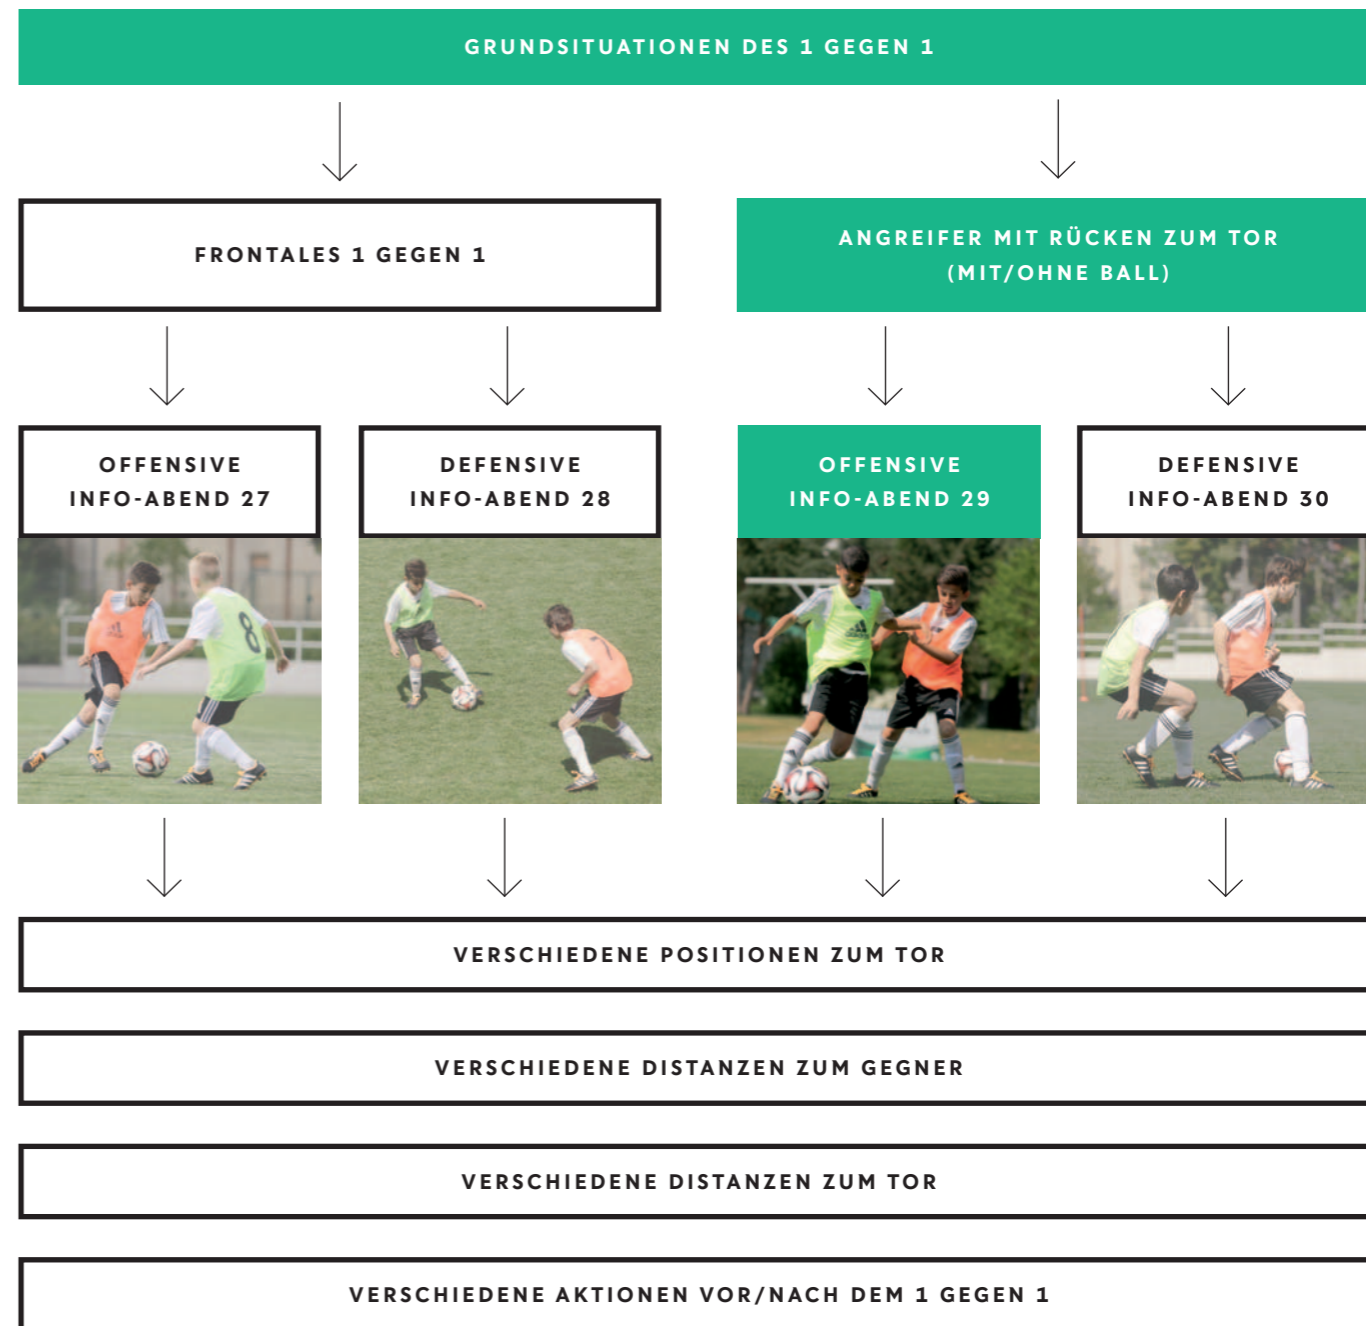 GRUNDSITUATIONEN DES 1 GEGEN 1
FRONTALES 1 GEGEN 1
ANGREIFER MIT RÜCKEN ZUM TOR
(MIT/OHNE BALL)
OFFENSIVE
INFO-ABEND 27
DEFENSIVE
INFO-ABEND 28
OFFENSIVE
INFO-ABEND 29
DEFENSIVE
INFO-ABEND 30
8
VERSCHIEDENE POSITIONEN ZUM TOR
VERSCHIEDENE DISTANZEN ZUM GEGNER
VERSCHIEDENE DISTANZEN ZUM TOR
VERSCHIEDENE AKTIONEN VOR/NACH DEM 1 GEGEN 1